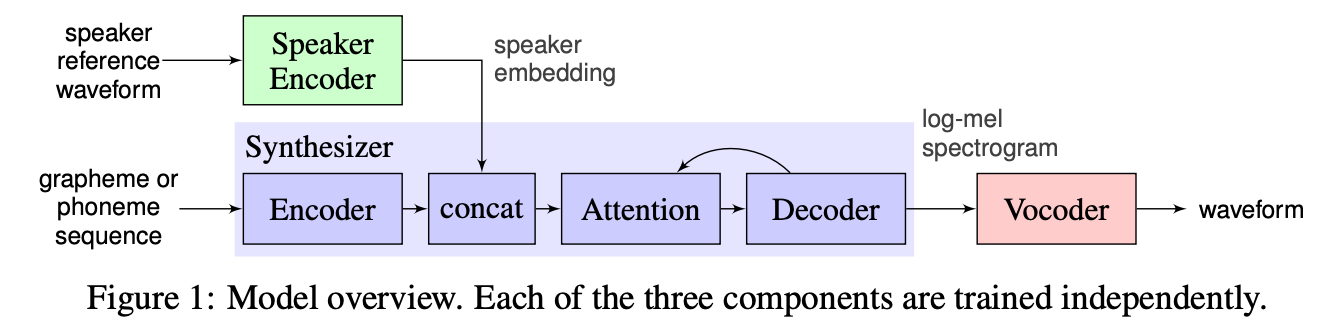 speaker
reference
waveform
Speaker
Encoder
speaker
embedding
Synthesizer
grapheme or
phoneme
sequence
Encoder
concat
Attention
Decoder
log-mel
spectrogram
Vocoder
waveform
Figure 1: Model overview. Each of the three components are trained independently.